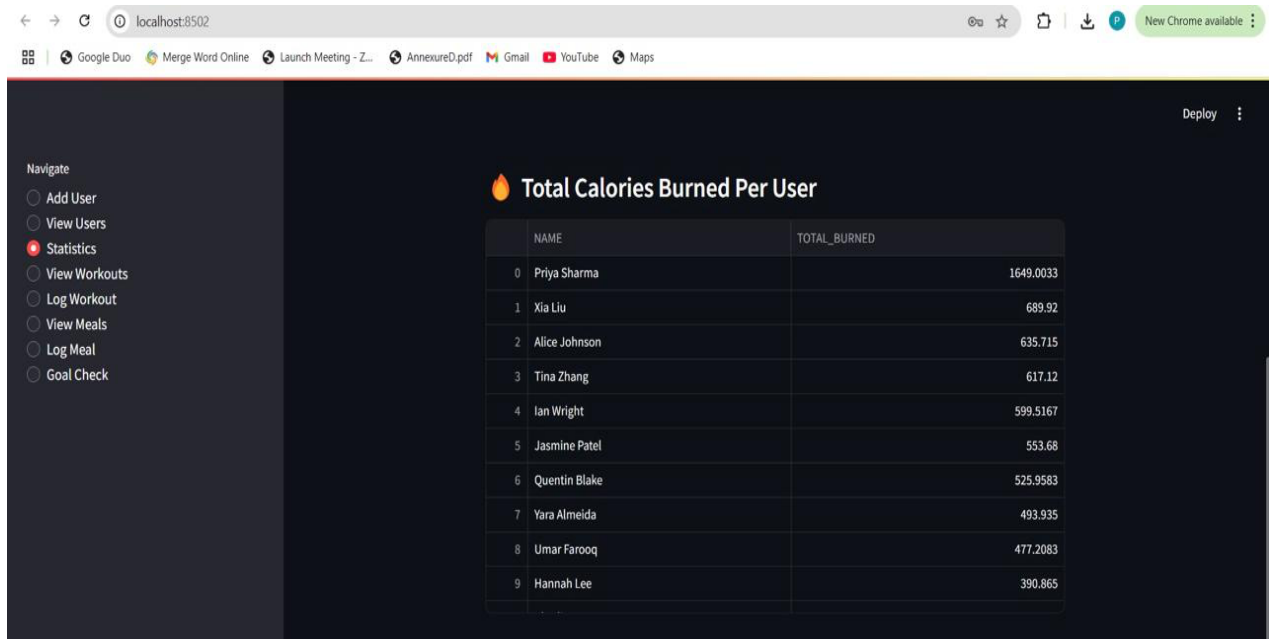 localhost:8502
New Chrome available
Google Duo Merge Word Online Launch Meeting - Z... AnnexureD.pdf Gmail YouTube Maps
Deploy
Navigate
Add User
View Users
Statistics
View Workouts
Log Workout
View Meals
Log Meal
Goal Check
Total Calories Burned Per User
NAME TOTAL_BURNED
0 Priya Sharma 1649.0033
1 Xia Liu 689.92
2 Alice Johnson 635.715
3 Tina Zhang 617.12
4 Ian Wright 599.5167
5 Jasmine Patel 553.68
6 Quentin Blake 525.9583
7 Yara Almeida 493.935
8 Umar Farooq 477.2083
9 Hannah Lee 390.865